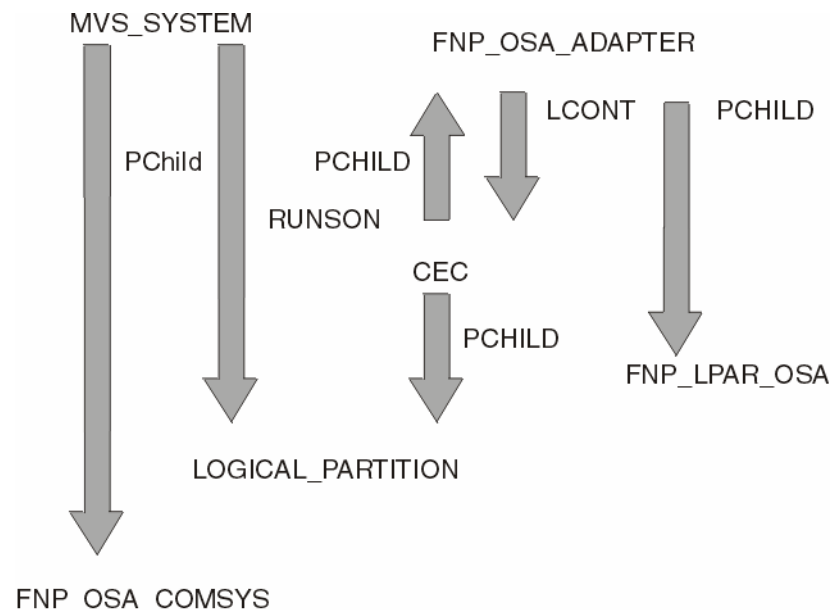 MVS_SYSTEM
FNP_OSA_ADAPTER
LCONT
PCHILD
PChild
PCHILD
RUNSON
CEC
PCHILD
FNP_LPAR_OSA
LOGICAL_PARTITION
FNP_OSA_COMSYS